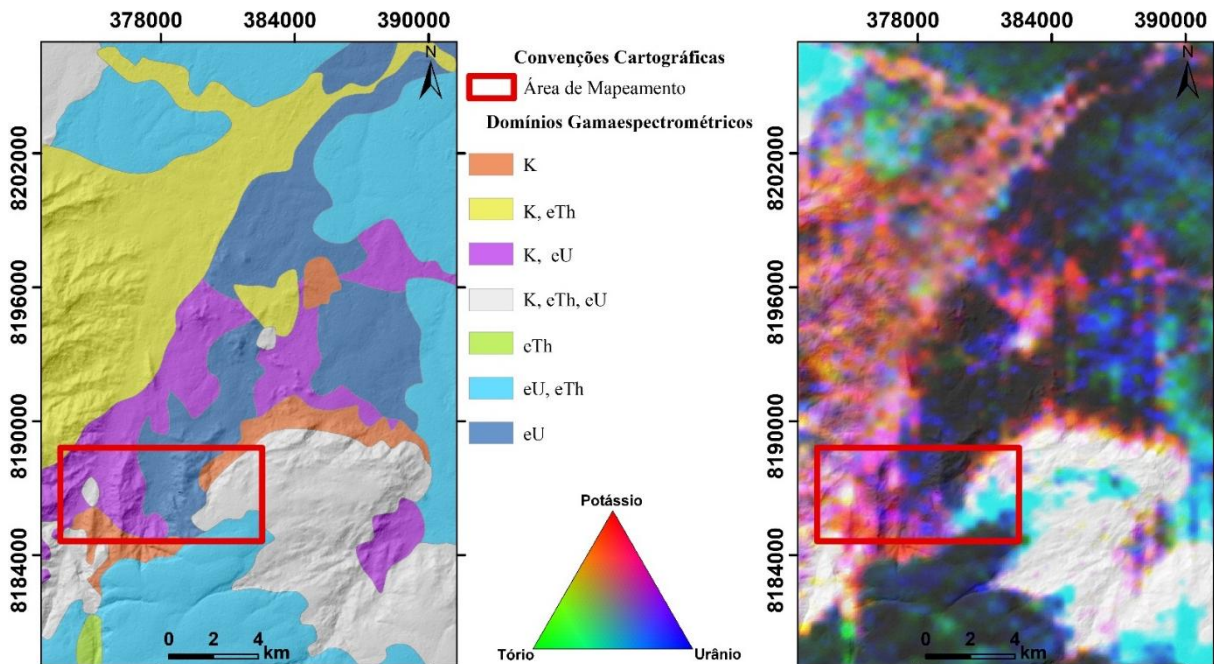 378000 384000 390000
8202000
8196000
8190000
8184000
N
0 2 4
km
Convenções Cartográficas
Área de Mapeamento
Domínios Gamaespectrométricos
K
K, eTh
K, eU
K, eTh, eU
eTh
eU, eTh
eU
Potássio
Tório
Urânio
378000 384000 390000
8202000
8196000
8190000
8184000
N
0 2 4
km